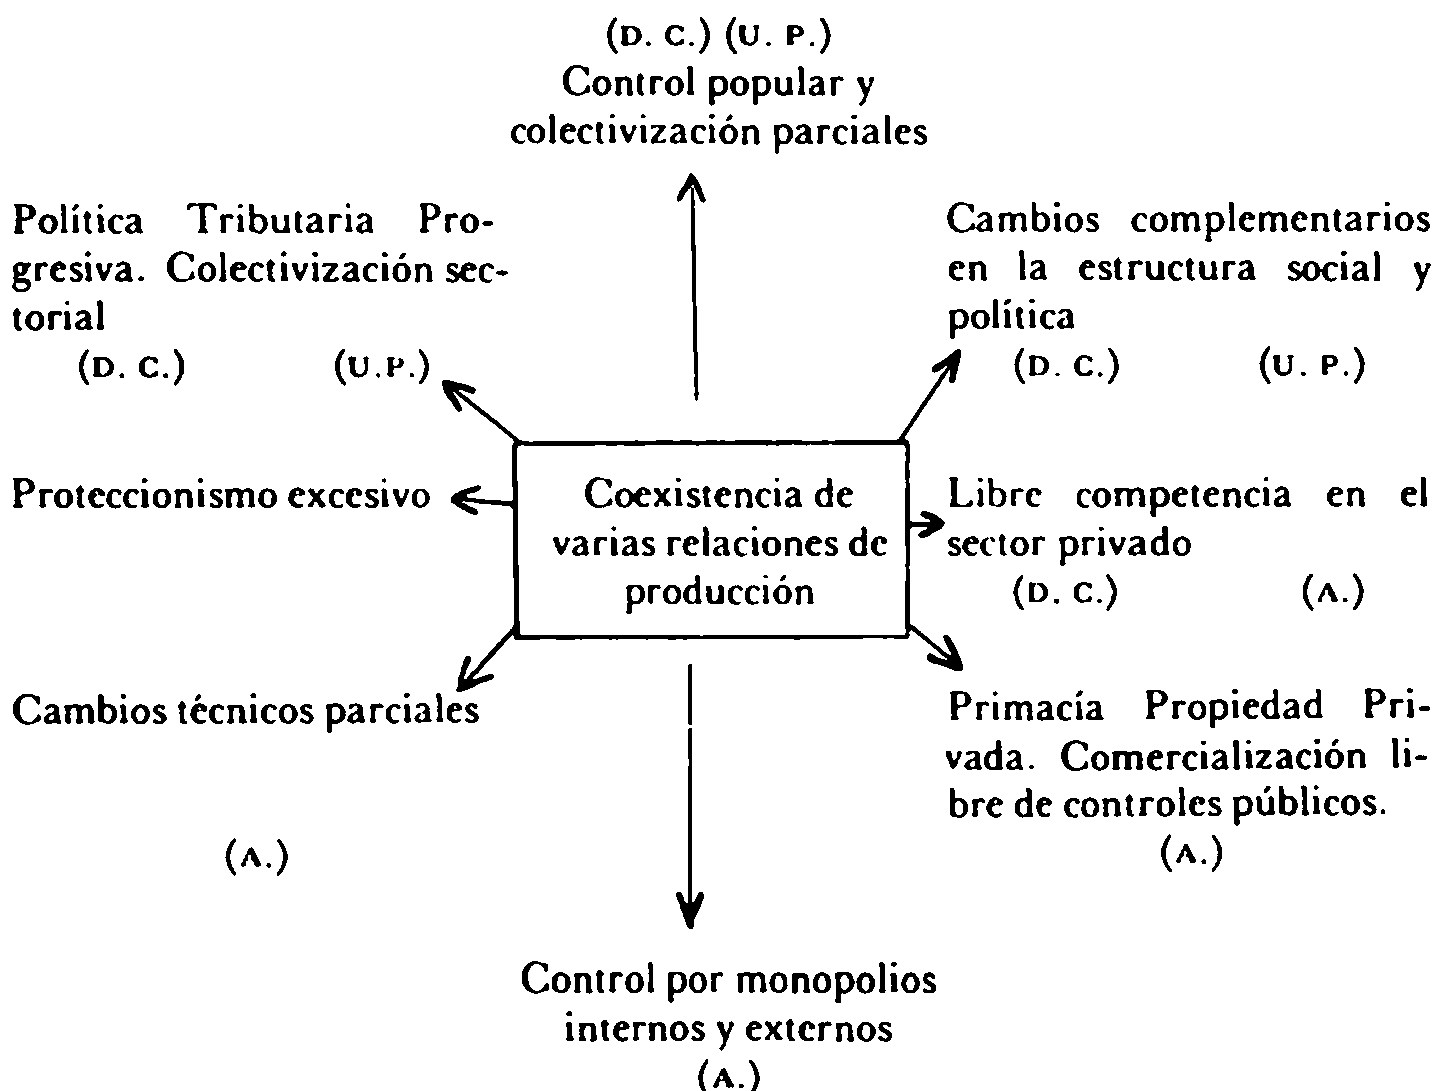 (D. C.) (U. P.)
Control popular y
colectivización parciales
Política Tributaria Pro-
gresiva. Colectivización sec-
torial
(D. C.) (U.P.)
Cambios complementarios
en la estructura social y
política
(D. C.) (U. P.)
Proteccionismo excesivo
Coexistencia de
varias relaciones de
producción
Libre competencia en el
sector privado
(D. C.) (A.)
Cambios técnicos parciales
(A.)
Primacía Propiedad Pri-
vada. Comercialización li-
bre de controles públicos.
(A.)
Control por monopolios
internos y externos
(A.)